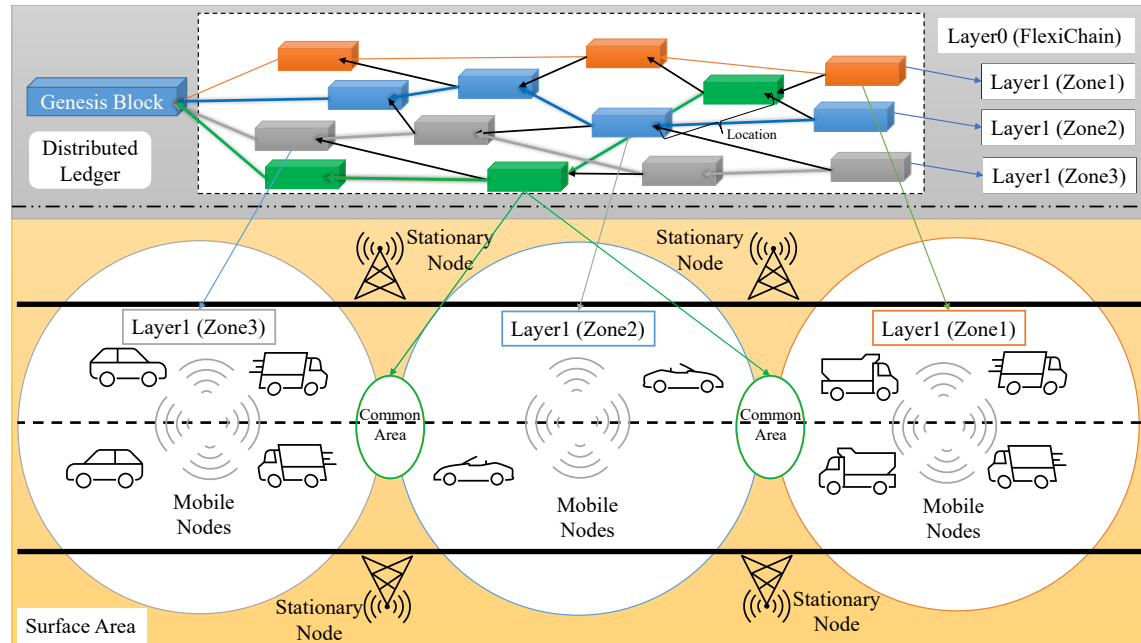 Layer0 (FlexiChain)
Genesis Block
Layer1 (Zone1)
Layer1 (Zone2)
Location
Distributed
Ledger
Layer1 (Zone3)
Stationary
Node
Stationary
Node
Layer1 (Zone3)
Layer1 (Zone2)
Layer1 (Zone1)
Common
Area
Common
Area
Mobile
Nodes
Mobile
Nodes
Mobile
Nodes
Stationary
Node
Stationary
Node
Surface Area